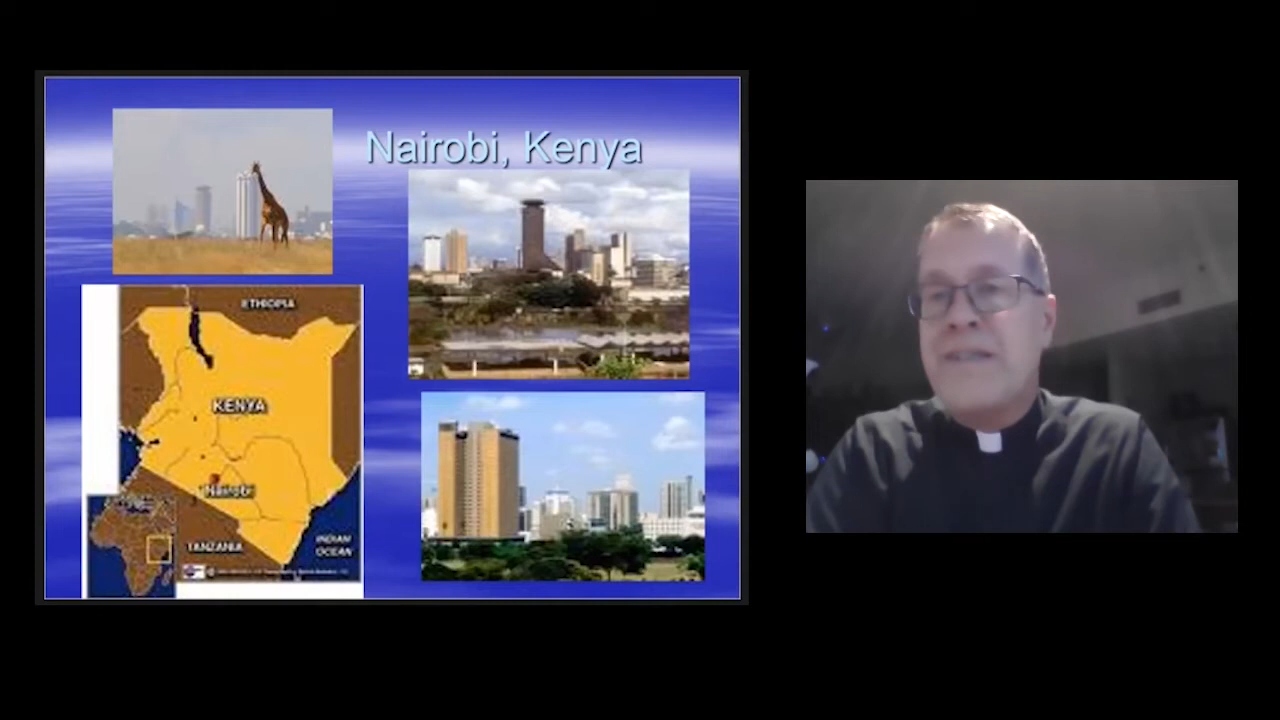 Nairobi, Kenya
ETHIOPIA
KENYA
Nairobi
TANZANIA
INDIAN
OCEAN